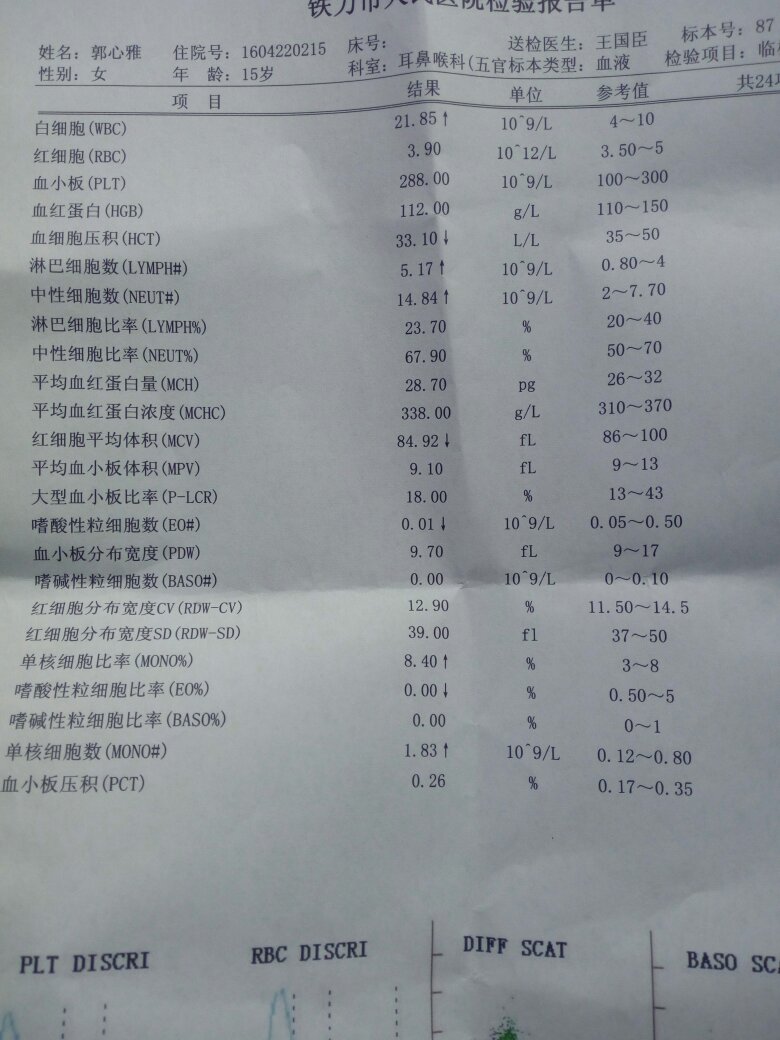 铁力市人民医院检验报告单
姓名：郭心雅 住院号：1604220215 床号： 送检医生：王国臣 标本号：87
性别：女 年 龄：15岁 科室：耳鼻喉科(五官标本类型：血液 检验项目：临
项 目 结果 单位 参考值 共24项
白细胞(WBC) 21.85↑ 10^9/L 4～10
红细胞(RBC) 3.90 10^12/L 3.50～5
血小板(PLT) 288.00 10^9/L 100～300
血红蛋白(HGB) 112.00 g/L 110～150
血细胞压积(HCT) 33.10↓ L/L 35～50
淋巴细胞数(LYMPH#) 5.17↑ 10^9/L 0.80～4
中性细胞数(NEUT#) 14.84↑ 10^9/L 2～7.70
淋巴细胞比率(LYMPH%) 23.70 % 20～40
中性细胞比率(NEUT%) 67.90 % 50～70
平均血红蛋白量(MCH) 28.70 pg 26～32
平均血红蛋白浓度(MCHC) 338.00 g/L 310～370
红细胞平均体积(MCV) 84.92↓ fL 86～100
平均血小板体积(MPV) 9.10 fL 9～13
大型血小板比率(P-LCR) 18.00 % 13～43
嗜酸性粒细胞数(EO#) 0.01↓ 10^9/L 0.05～0.50
血小板分布宽度(PDW) 9.70 fL 9～17
嗜碱性粒细胞数(BASO#) 0.00 10^9/L 0～0.10
红细胞分布宽度CV(RDW-CV) 12.90 % 11.50～14.5
红细胞分布宽度SD(RDW-SD) 39.00 fl 37～50
单核细胞比率(MONO%) 8.40↑ % 3～8
嗜酸性粒细胞比率(EO%) 0.00↓ % 0.50～5
嗜碱性粒细胞比率(BASO%) 0.00 % 0～1
单核细胞数(MONO#) 1.83↑ 10^9/L 0.12～0.80
血小板压积(PCT) 0.26 % 0.17～0.35
PLT DISCRI RBC DISCRI DIFF SCAT BASO SCA